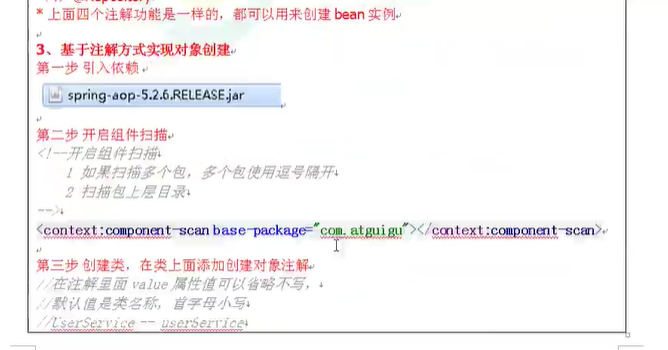 * 上面四个注解功能是一样的，都可以用来创建 bean 实例
3、基于注解方式实现对象创建
第一步 引入依赖
spring-aop-5.2.6.RELEASE.jar
第二步 开启组件扫描
<!--开启组件扫描
1 如果扫描多个包，多个包使用逗号隔开
2 扫描包上层目录
-->
<context:component-scan base-package="com.atguigu"></context:component-scan>
第三步 创建类，在类上面添加创建对象注解
//在注解里面 value 属性值可以省略不写，
//默认值是类名称，首字母小写
//UserService -- userService